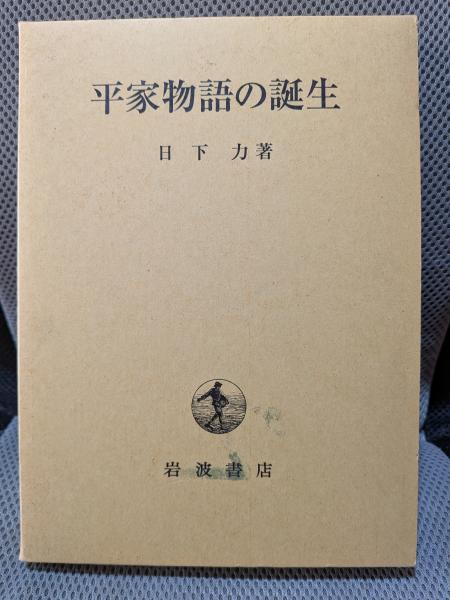 平家物語の誕生
日下 力著
岩波書店